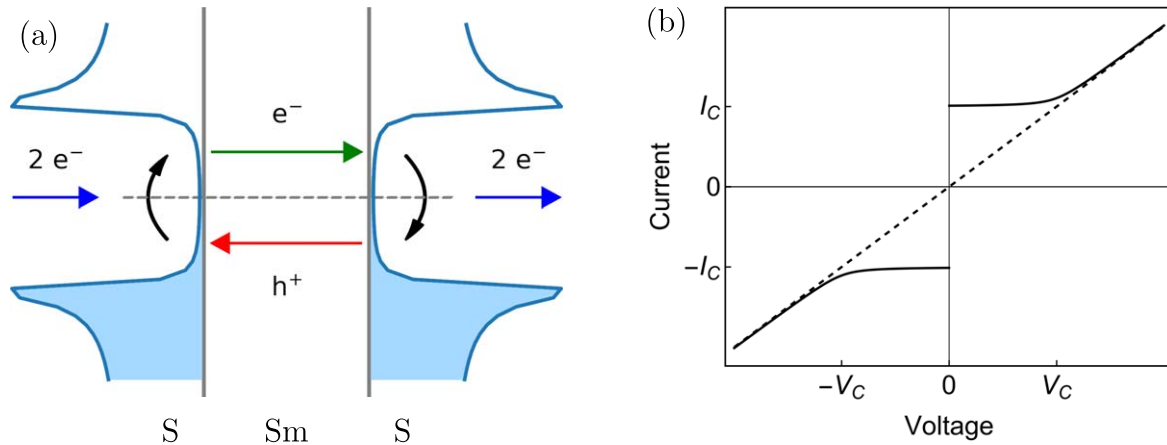 (a)
e⁻
2 e⁻
2 e⁻
h⁺
S
Sm
S
(b)
Current
I_C
0
-I_C
-V_C
0
V_C
Voltage